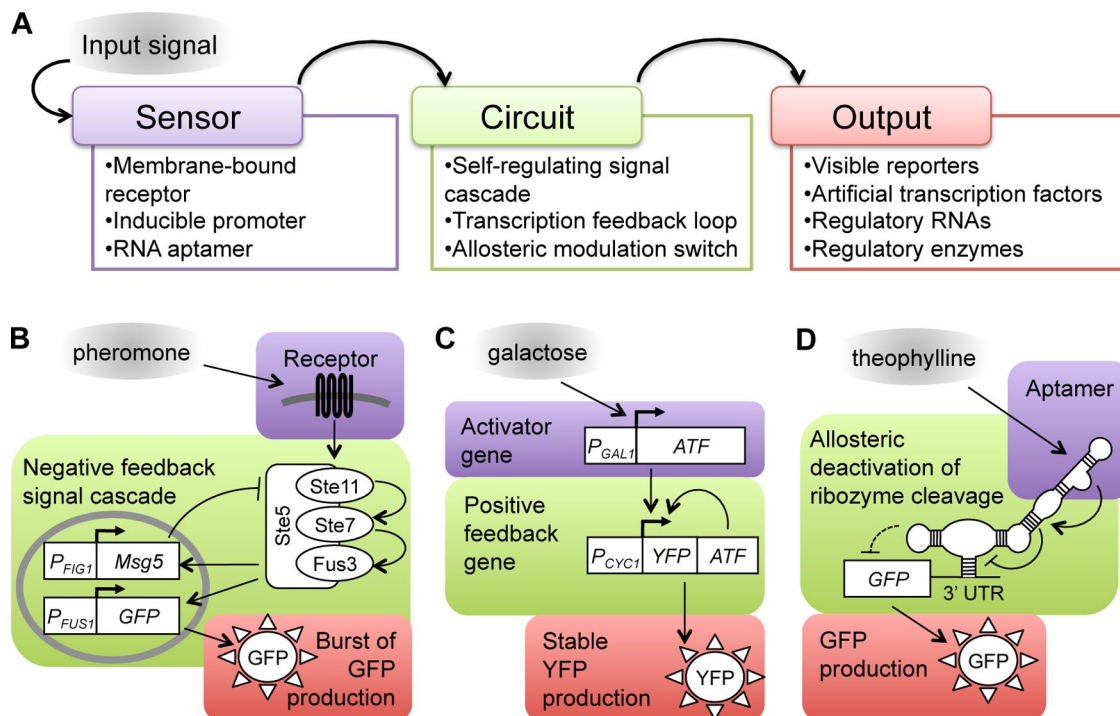 A
Input signal
Sensor
•Membrane-bound
receptor
•Inducible promoter
•RNA aptamer
Circuit
•Self-regulating signal
cascade
•Transcription feedback loop
•Allosteric modulation switch
Output
•Visible reporters
•Artificial transcription factors
•Regulatory RNAs
•Regulatory enzymes
B
pheromone
Receptor
Negative feedback
signal cascade
Ste5
Ste11
Ste7
Fus3
PFIG1 Msg5
PFUS1 GFP
GFP
Burst of
GFP
production
C
galactose
Activator
gene
PGAL1 ATF
Positive
feedback
gene
PCYC1 YFP ATF
Stable
YFP
production
YFP
D
theophylline
Aptamer
Allosteric
deactivation of
ribozyme cleavage
GFP
3' UTR
GFP
production
GFP